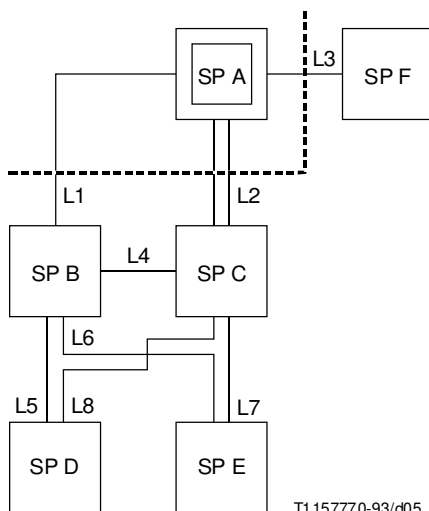 SP A
L3
SP F
L1
L2
SP B
L4
SP C
L6
L5
L8
L7
SP D
SP E
T1157770-93/d05